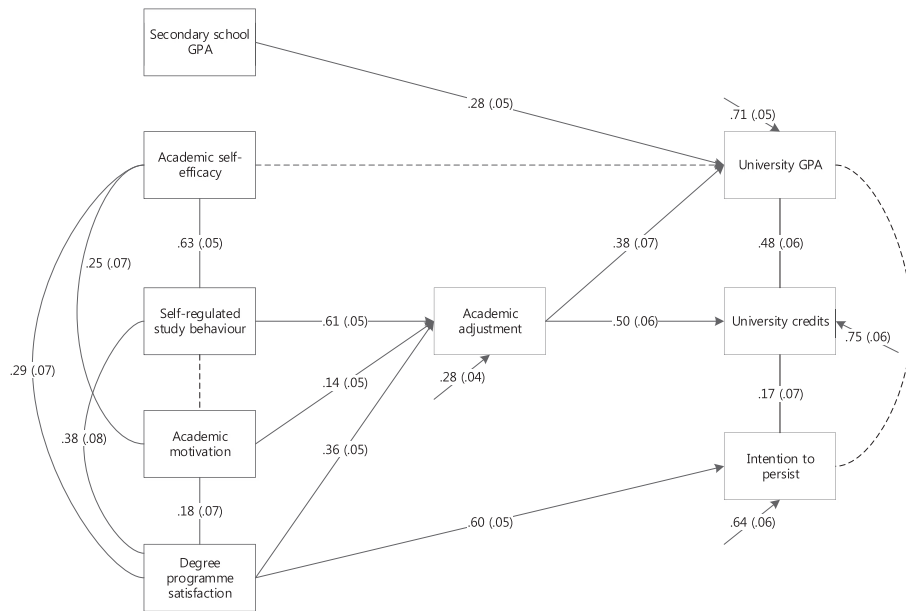 Secondary school
GPA
.28 (.05)
.71 (.05)
Academic self-
efficacy
University GPA
.63 (.05)
.25 (.07)
.38 (.07)
.48 (.06)
Self-regulated
study behaviour
.61 (.05)
Academic
adjustment
.50 (.06)
University credits
.75 (.06)
.29 (.07)
.14 (.05)
.28 (.04)
.17 (.07)
.38 (.08)
Academic
motivation
.36 (.05)
Intention to
persist
.18 (.07)
.60 (.05)
.64 (.06)
Degree
programme
satisfaction